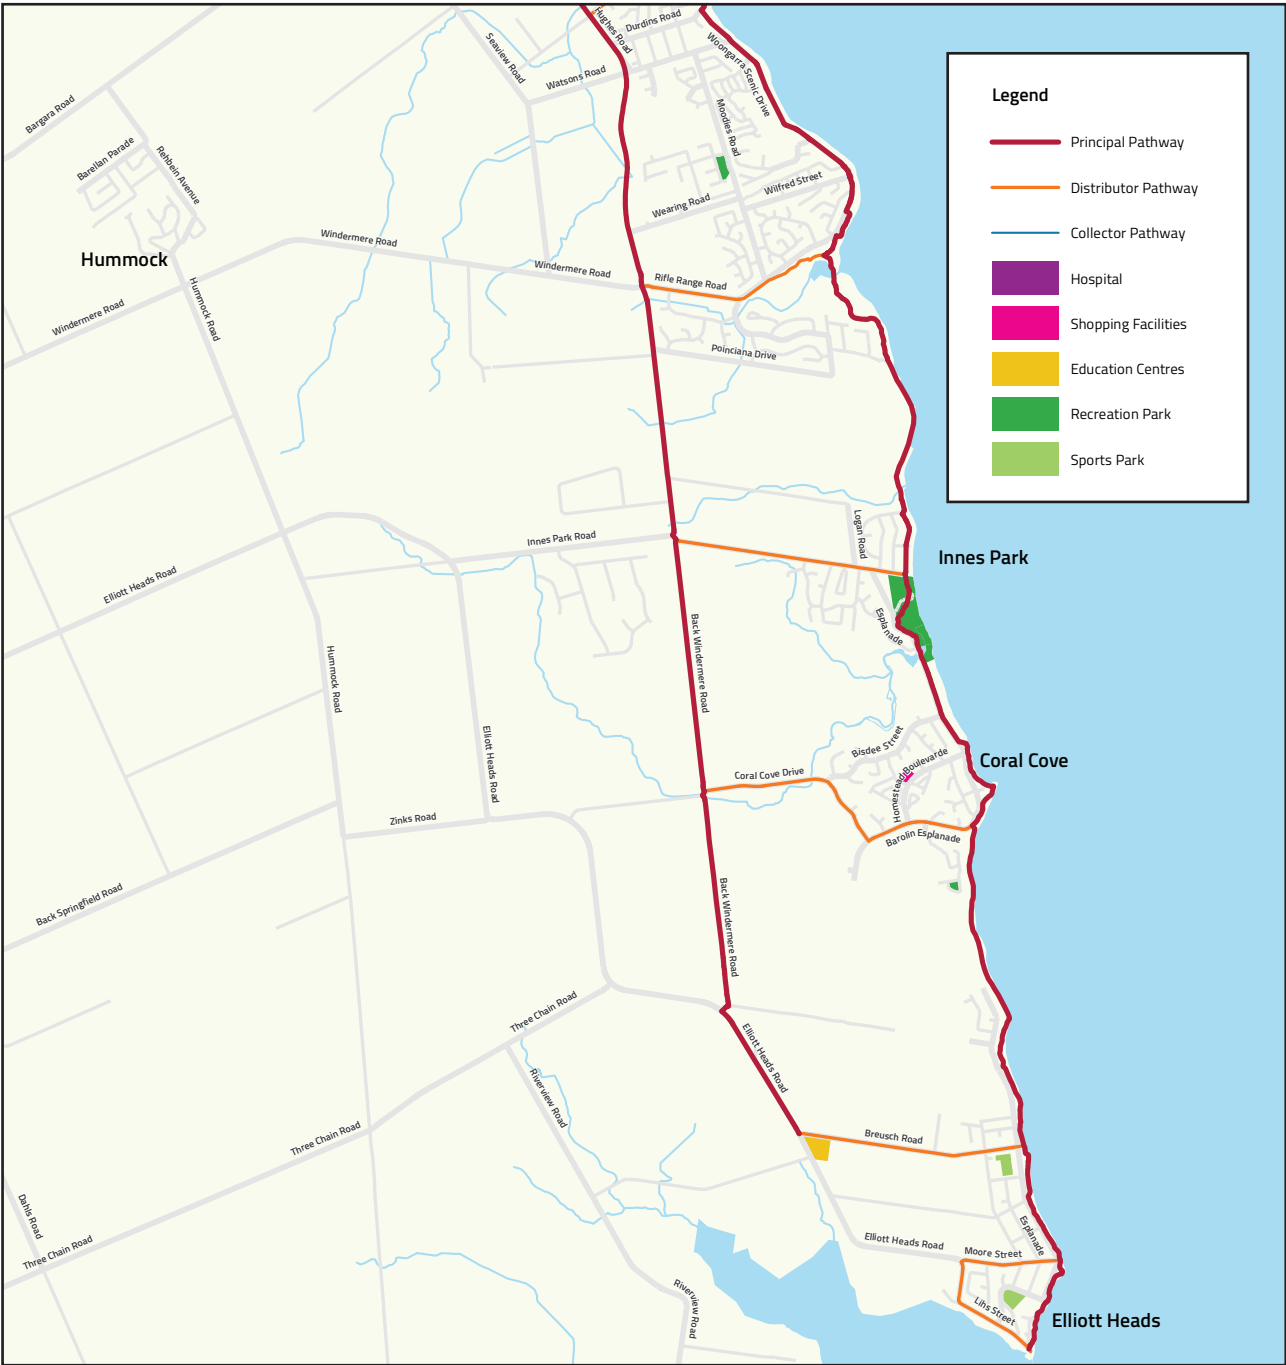 Hughes Road
Durdins Road
Seaview Road
Watsons Road
Woongarra Scenic Drive
Moodies Road
Bargara Road
Barellan Parade
Rehbein Avenue
Wilfred Street
Wearing Road
Hummock
Windermere Road
Windermere Road
Rifle Range Road
Windermere Road
Hummock Road
Poinciana Drive
Legend
Principal Pathway
Distributor Pathway
Collector Pathway
Hospital
Shopping Facilities
Education Centres
Recreation Park
Sports Park
Logan Road
Innes Park Road
Innes Park
Elliott Heads Road
Esplanade
Back Windermere Road
Hummock Road
Elliott Heads Road
Bisdee Street
Homestead Boulevarde
Coral Cove
Coral Cove Drive
Barolin Esplanade
Zinks Road
Back Springfield Road
Back Windermere Road
Three Chain Road
Elliott Heads Road
Riverview Road
Breusch Road
Three Chain Road
Dahls Road
Three Chain Road
Esplanade
Elliott Heads Road
Moore Street
Lihs Street
Riverview Road
Elliott Heads